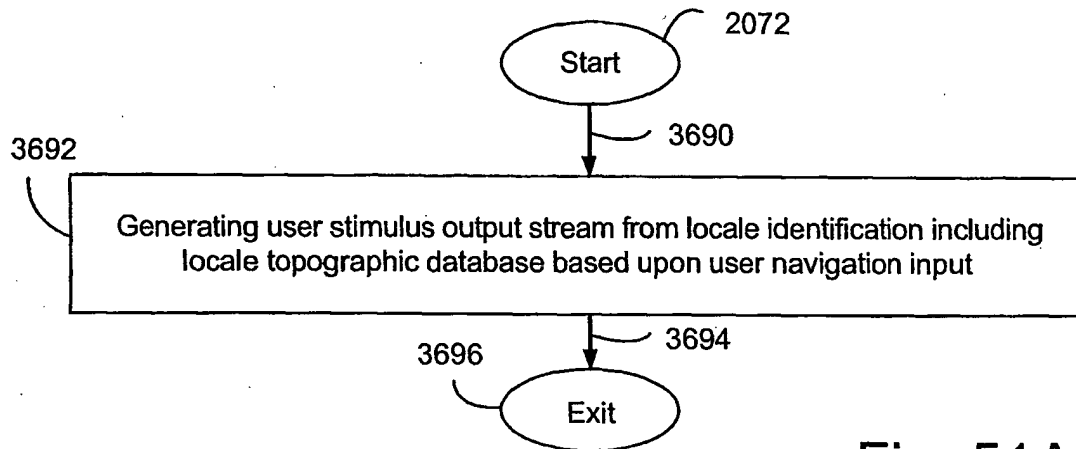 2072
Start
3690
3692
Generating user stimulus output stream from locale identification including
locale topographic database based upon user navigation input
3694
3696
Exit